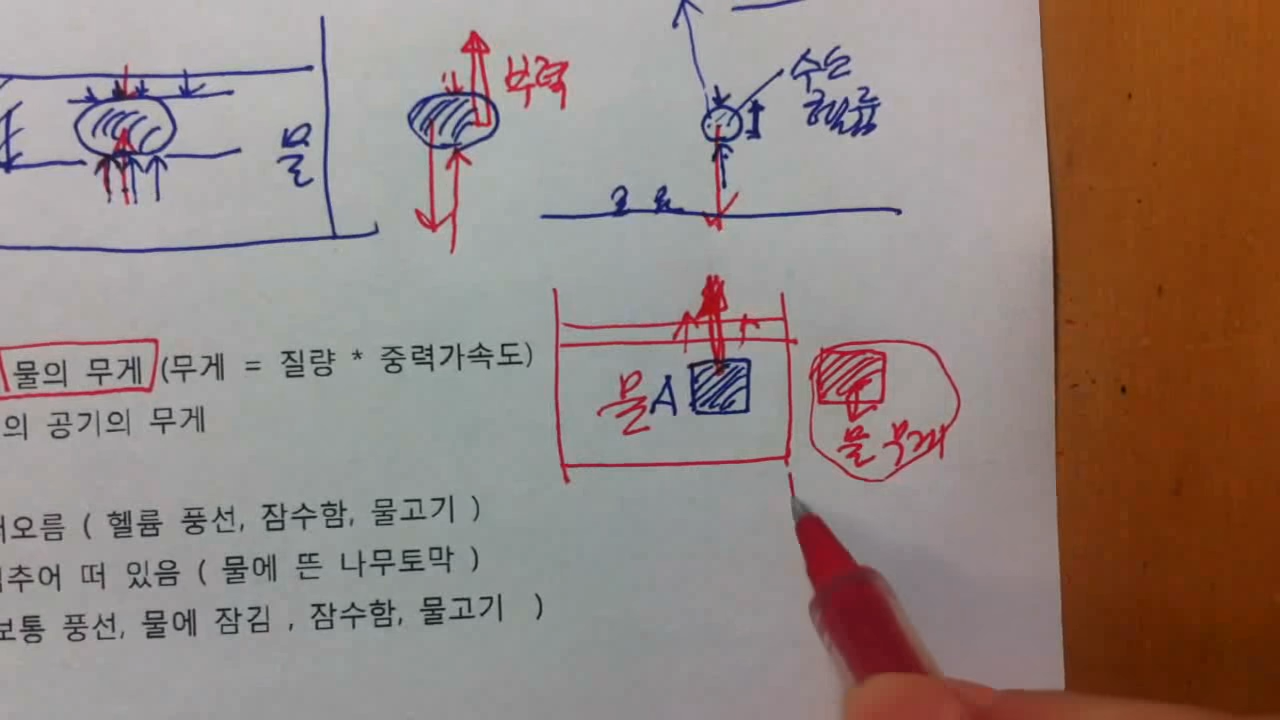 부력
수소
헬륨
물
물의 무게 (무게 = 질량 * 중력가속도)
의 공기의 무게
물A
물 무게
오름 ( 헬륨 풍선, 잠수함, 물고기 )
추어 떠 있음 ( 물에 뜬 나무토막 )
보통 풍선, 물에 잠김 , 잠수함, 물고기 )